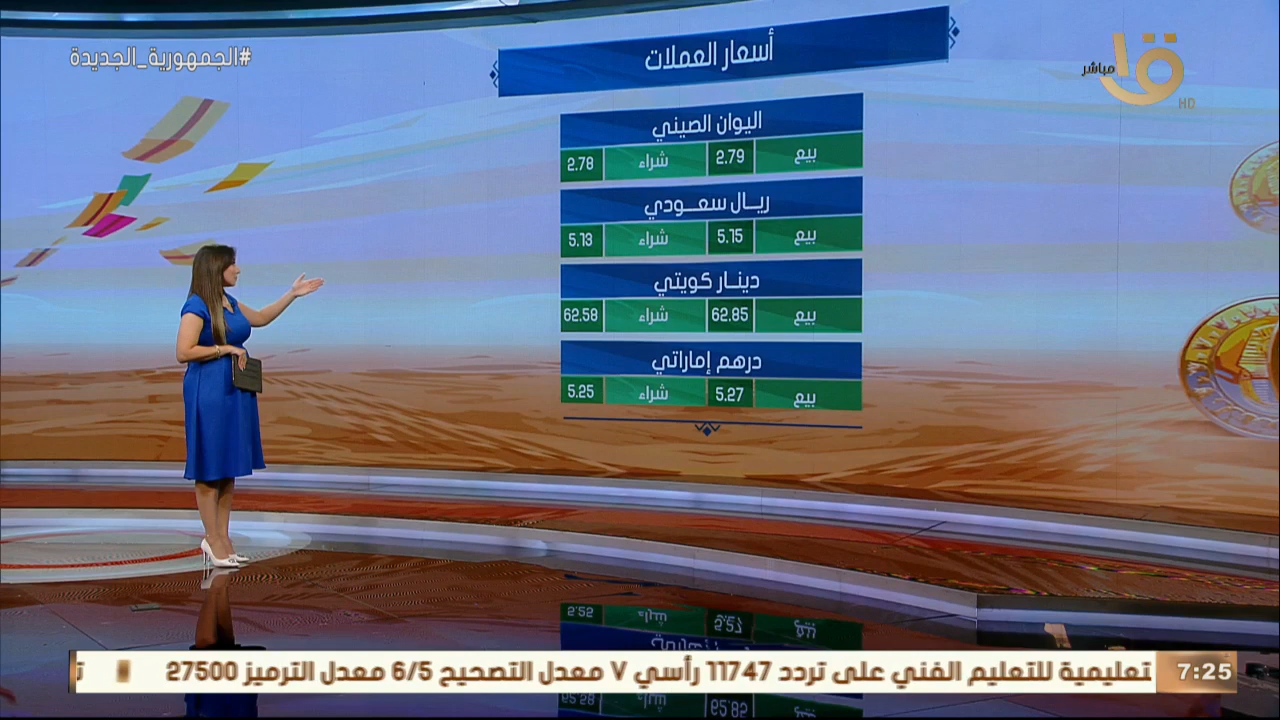 #الجمهورية_الجديدة
أسعار العملات
مباشر
HD
اليوان الصيني
بيع 2.79 شراء 2.78
ريال سعودي
بيع 5.15 شراء 5.13
دينار كويتي
بيع 62.85 شراء 62.58
درهم إماراتي
بيع 5.27 شراء 5.25
7:25
تعليمية للتعليم الفني على تردد 11747 رأسي V معدل التصحيح 6/5 معدل الترميز 27500